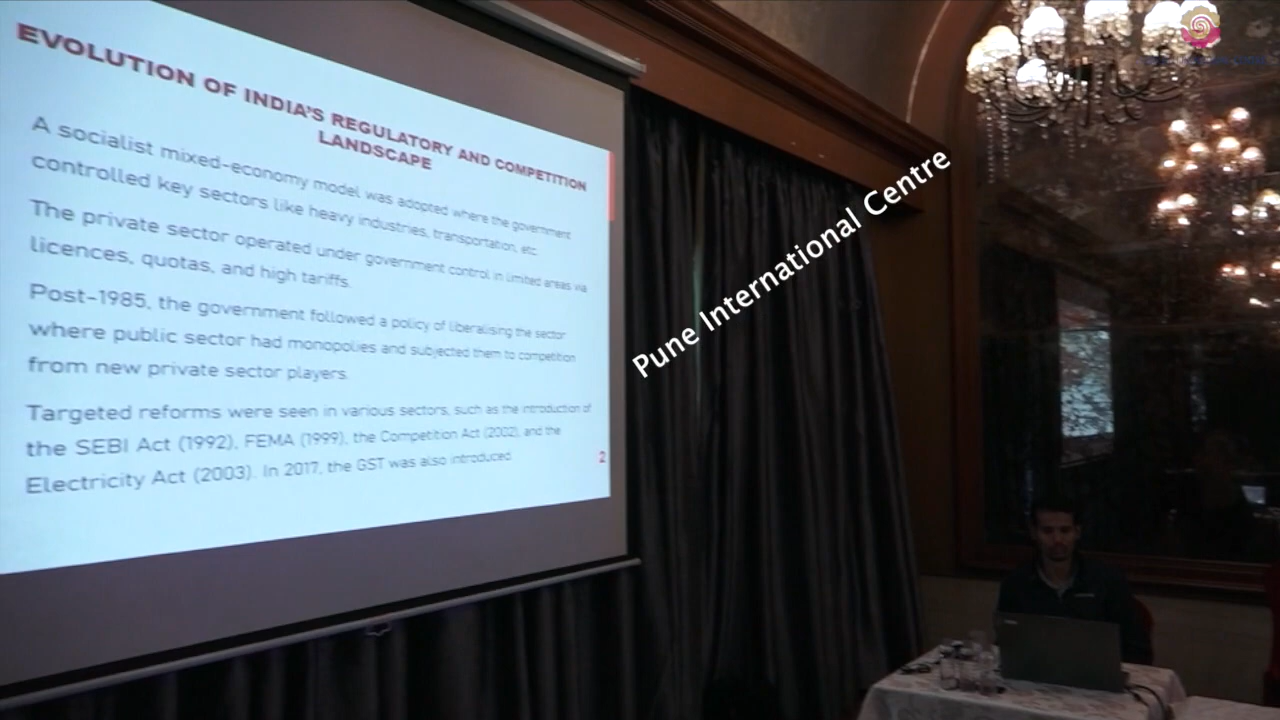 EVOLUTION OF INDIA'S REGULATORY AND COMPETITION
LANDSCAPE
A socialist mixed-economy model was adopted where the government
controlled key sectors like heavy industries, transportation, etc.
The private sector operated under government control in limited areas via
licences, quotas, and high tariffs.
Post-1985, the government followed a policy of liberalising the sector
where public sector had monopolies and subjected them to competition
from new private sector players.
Targeted reforms were seen in various sectors, such as the introduction of
the SEBI Act (1992), FEMA (1999), the Competition Act (2002), and the
Electricity Act (2003). In 2017, the GST was also introduced.
2
Pune International Centre